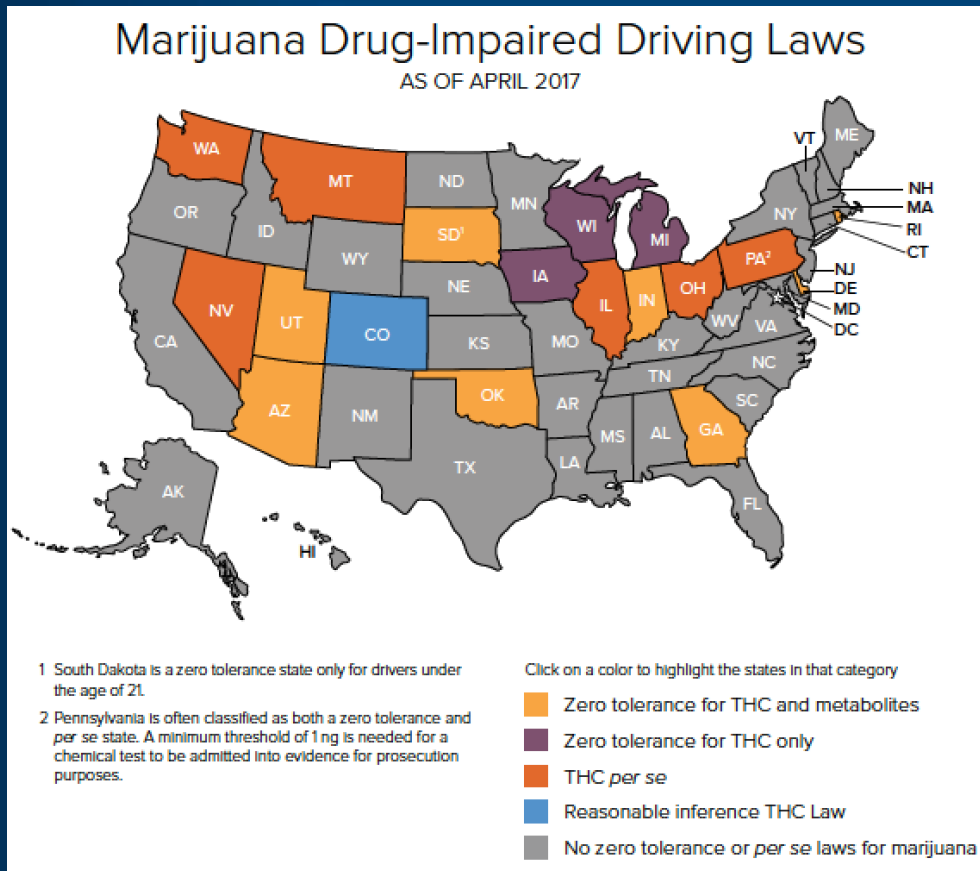 Marijuana Drug-Impaired Driving Laws
AS OF APRIL 2017
WA
MT
ND
MN
VT
ME
OR
ID
SD¹
WI
MI
NY
NH
MA
RI
CT
WY
IA
PA²
NE
NJ
DE
MD
DC
NV
UT
CO
IL
IN
OH
WV
VA
CA
KS
MO
KY
NC
TN
AZ
NM
OK
AR
SC
MS
AL
GA
TX
LA
AK
FL
HI
1 South Dakota is a zero tolerance state only for drivers under
the age of 21.
2 Pennsylvania is often classified as both a zero tolerance and
per se state. A minimum threshold of 1 ng is needed for a
chemical test to be admitted into evidence for prosecution
purposes.
Click on a color to highlight the states in that category
Zero tolerance for THC and metabolites
Zero tolerance for THC only
THC per se
Reasonable inference THC Law
No zero tolerance or per se laws for marijuana